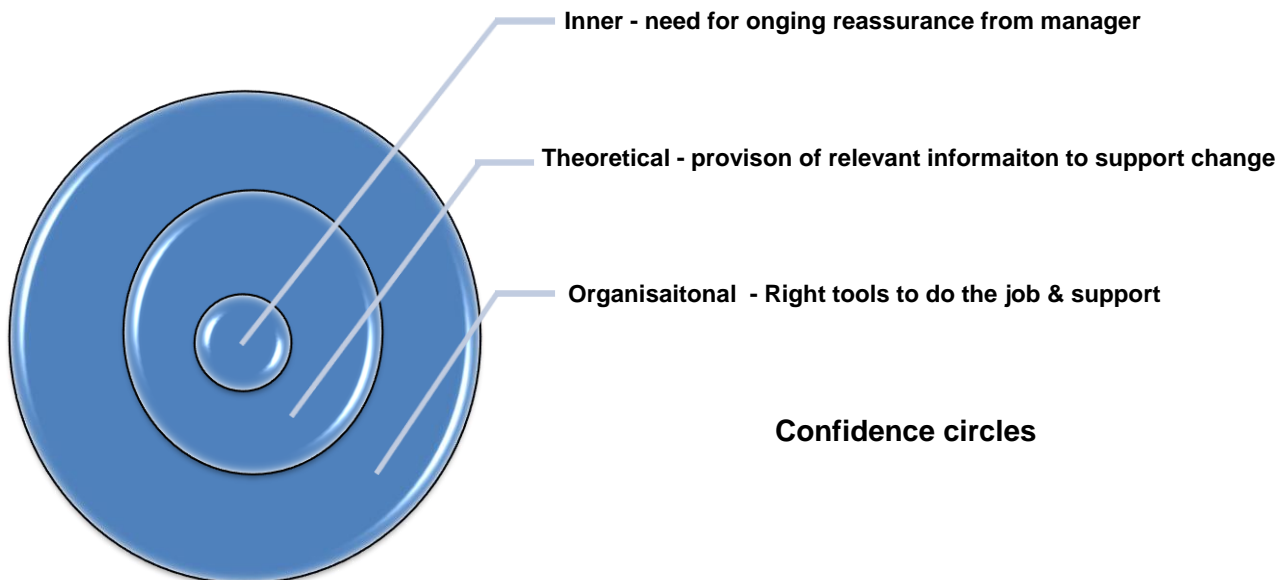 Inner - need for onging reassurance from manager
Theoretical - provison of relevant informaiton to support change
Organisaitonal - Right tools to do the job & support
Confidence circles